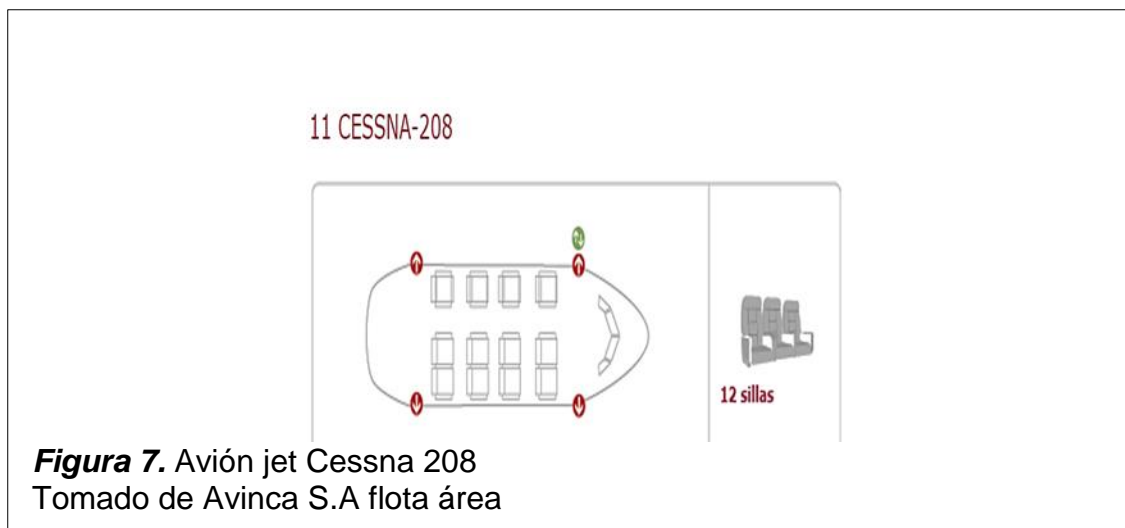 11 CESSNA-208
12 sillas
Figura 7. Avión jet Cessna 208
Tomado de Avinca S.A flota área